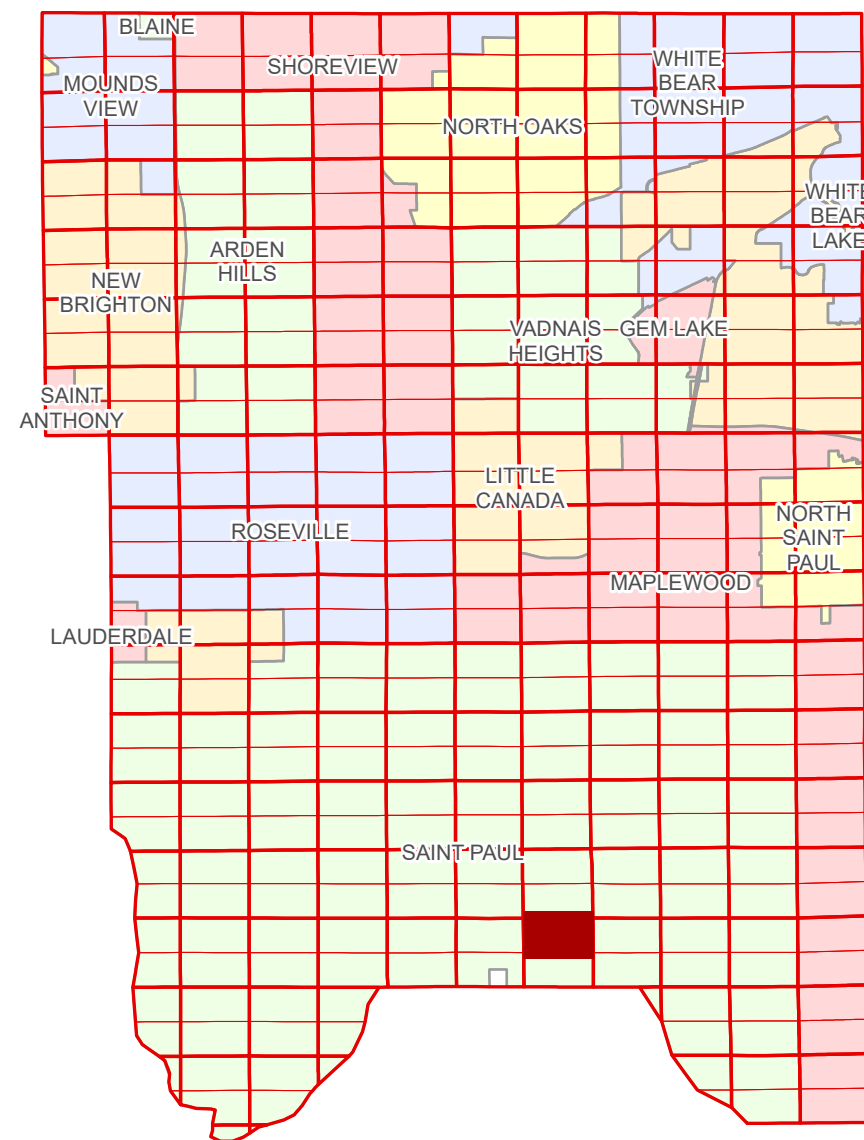 BLAINE
SHOREVIEW
MOUNDS
VIEW
WHITE
BEAR
TOWNSHIP
NORTH OAKS
WHITE
BEAR
LAKE
ARDEN
HILLS
NEW
BRIGHTON
VADNAIS
HEIGHTS
GEM LAKE
SAINT
ANTHONY
LITTLE
CANADA
ROSEVILLE
NORTH
SAINT
PAUL
MAPLEWOOD
LAUDERDALE
SAINT PAUL